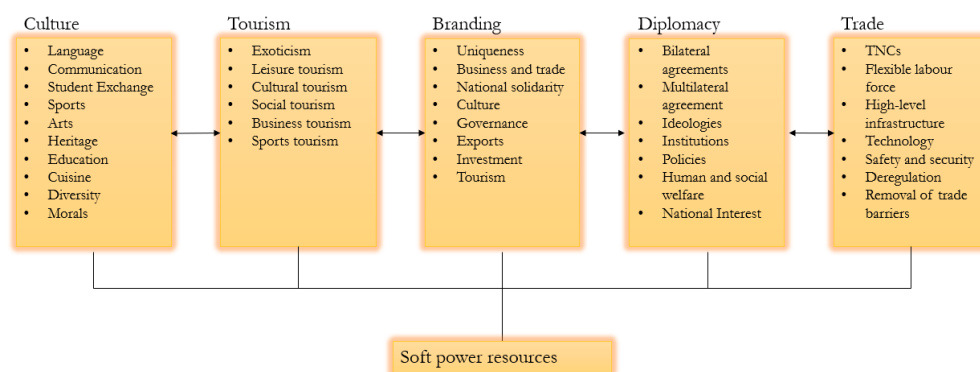 Culture
Language
Communication
Student Exchange
Sports
Arts
Heritage
Education
Cuisine
Diversity
Morals
Tourism
Exoticism
Leisure tourism
Cultural tourism
Social tourism
Business tourism
Sports tourism
Branding
Uniqueness
Business and trade
National solidarity
Culture
Governance
Exports
Investment
Tourism
Diplomacy
Bilateral
agreements
Multilateral
agreement
Ideologies
Institutions
Policies
Human and social
welfare
National Interest
Trade
TNCs
Flexible labour
force
High-level
infrastructure
Technology
Safety and security
Deregulation
Removal of trade
barriers
Soft power resources